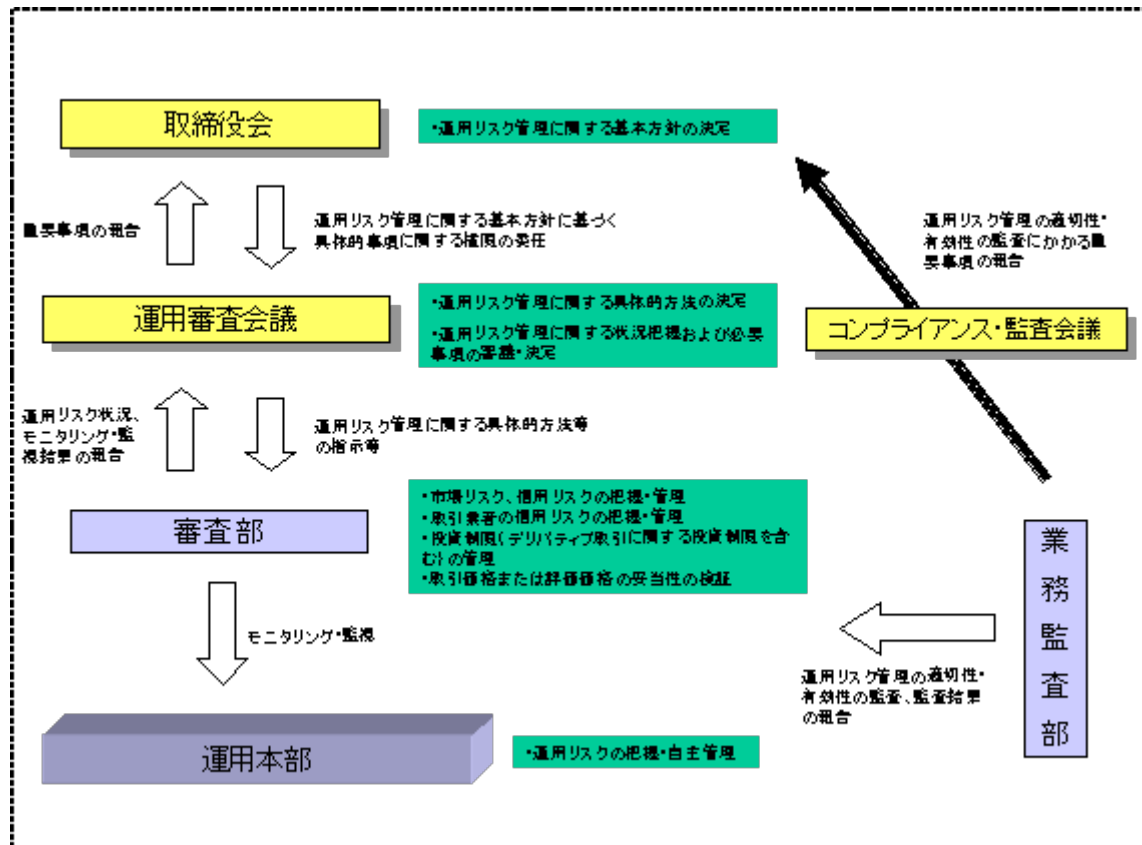 取締役会
・運用リスク管理に関する基本方針の決定
重要事項の報告
運用リスク管理に関する基本方針に基づく
具体的事項に関する権限の委任
運用リスク管理の適切性・
有効性の監査にかかる重
要事項の報告
運用審査会議
・運用リスク管理に関する具体的方法の決定
・運用リスク管理に関する状況把握および必要
事項の審議・決定
コンプライアンス・監査会議
運用リスク状況、
モニタリング・監
視結果の報告
運用リスク管理に関する具体的方法等
の指示等
審査部
・市場リスク、信用リスクの把握・管理
・取引業者の信用リスクの把握・管理
・投資制限(デリバティブ取引に関する投資制限を含
む)の管理
・取引価格または評価価格の妥当性の検証
業務監査部
モニタリング・監視
運用リスク管理の適切性・
有効性の監査、監査結果
の報告
運用本部
・運用リスクの把握・自主管理